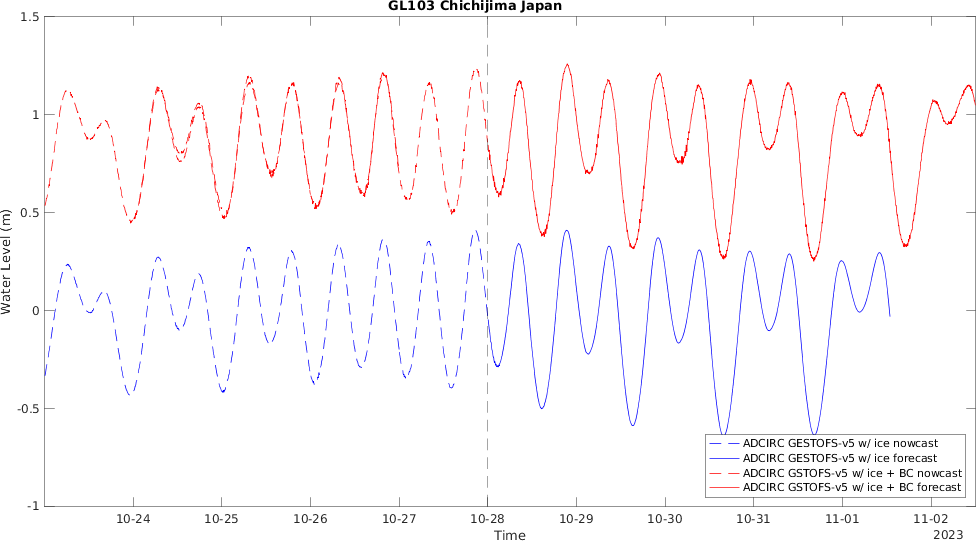 GL103 Chichijima Japan
1.5
1
0.5
0
-0.5
-1
Water Level (m)
10-24 10-25 10-26 10-27 10-28 10-29 10-30 10-31 11-01 11-02
Time
2023
ADCIRC GESTOFS-v5 w/ ice nowcast
ADCIRC GESTOFS-v5 w/ ice forecast
ADCIRC GSTOFS-v5 w/ ice + BC nowcast
ADCIRC GSTOFS-v5 w/ ice + BC forecast